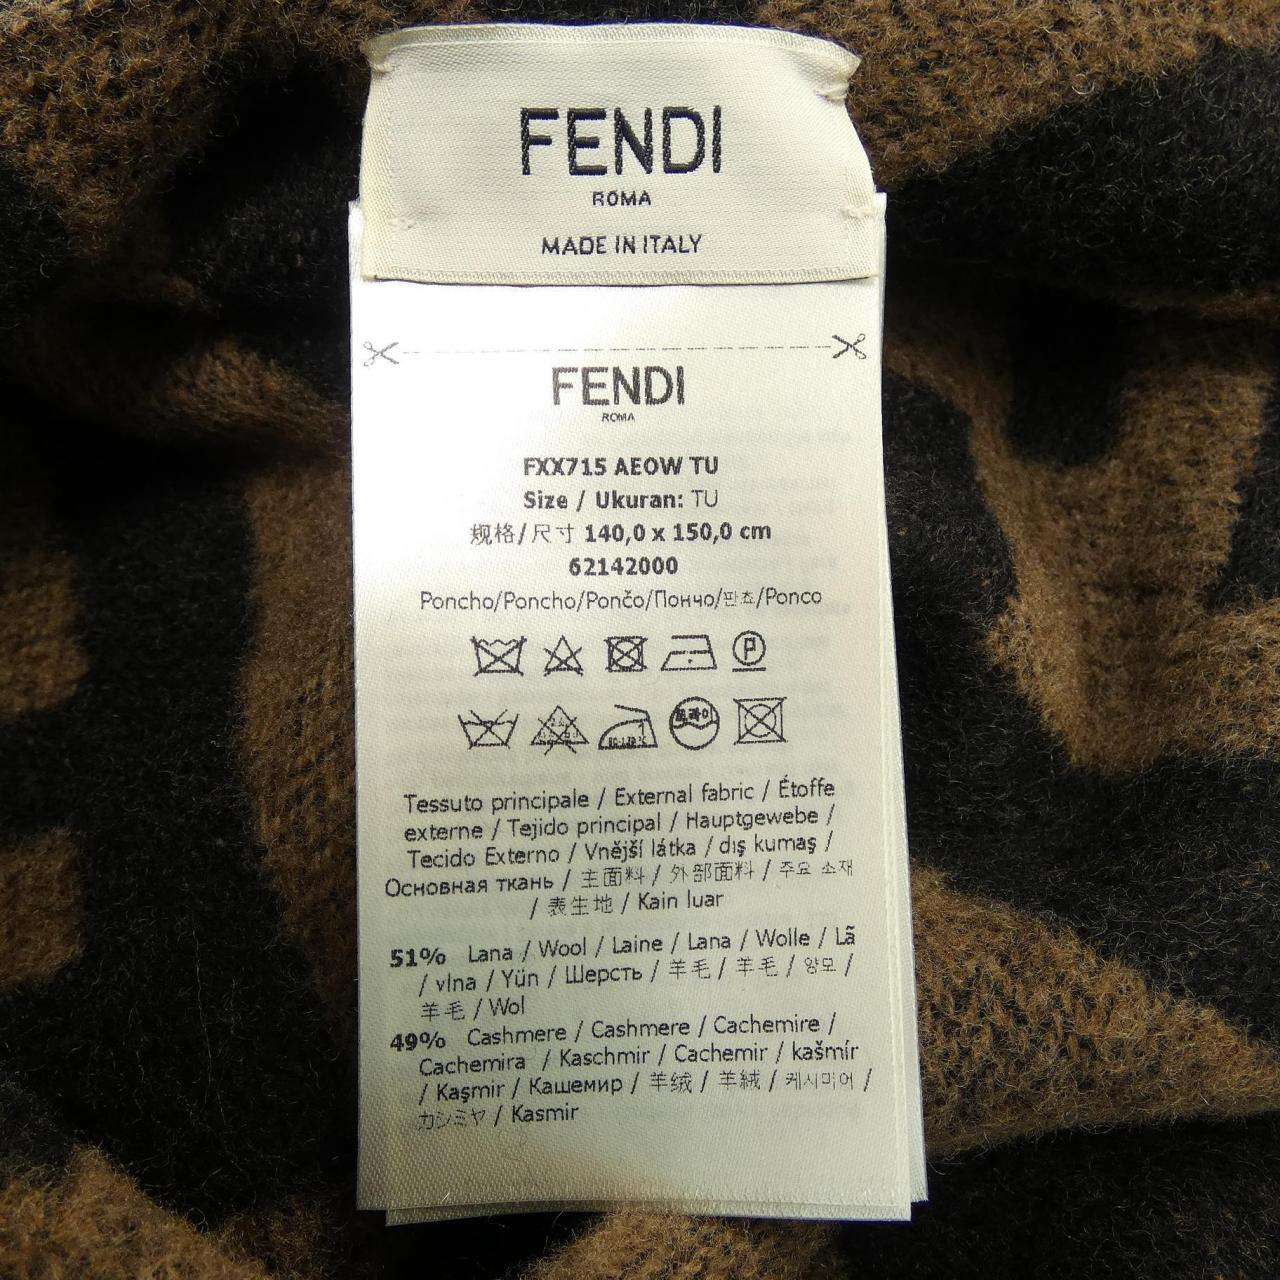 FENDI
ROMA
MADE IN ITALY
FENDI
ROMA
FXX715 AEOW TU
Size / Ukuran: TU
规格/尺寸 140,0 x 150,0 cm
62142000
Poncho/Poncho/Pončo/Пончо/판초/Ponco
P
드라이
Tessuto principale / External fabric / Étoffe
externe / Tejido principal / Hauptgewebe /
Tecido Externo / Vnější látka / dış kumaş /
Основная ткань / 主面料 / 外部面料 / 주요 소재
/ 表生地 / Kain luar
51% Lana / Wool / Laine / Lana / Wolle / Lã
/ vlna / Yün / Шерсть / 羊毛 / 羊毛 / 양모 /
羊毛 / Wol
49% Cashmere / Cashmere / Cachemire /
Cachemira / Kaschmir / Cachemir / kašmír
/ Kaşmir / Кашемир / 羊绒 / 羊絨 / 케시미어 /
カシミヤ / Kasmir